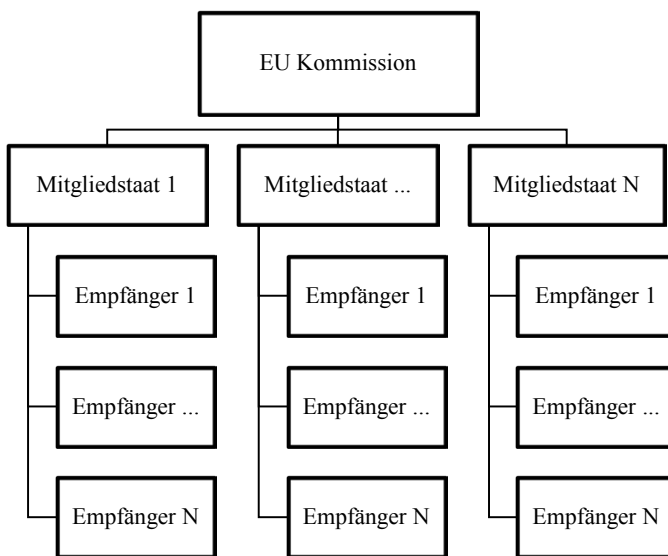 EU Kommission
Mitgliedstaat 1
Mitgliedstaat ...
Mitgliedstaat N
Empfänger 1
Empfänger 1
Empfänger 1
Empfänger ...
Empfänger ...
Empfänger ...
Empfänger N
Empfänger N
Empfänger N